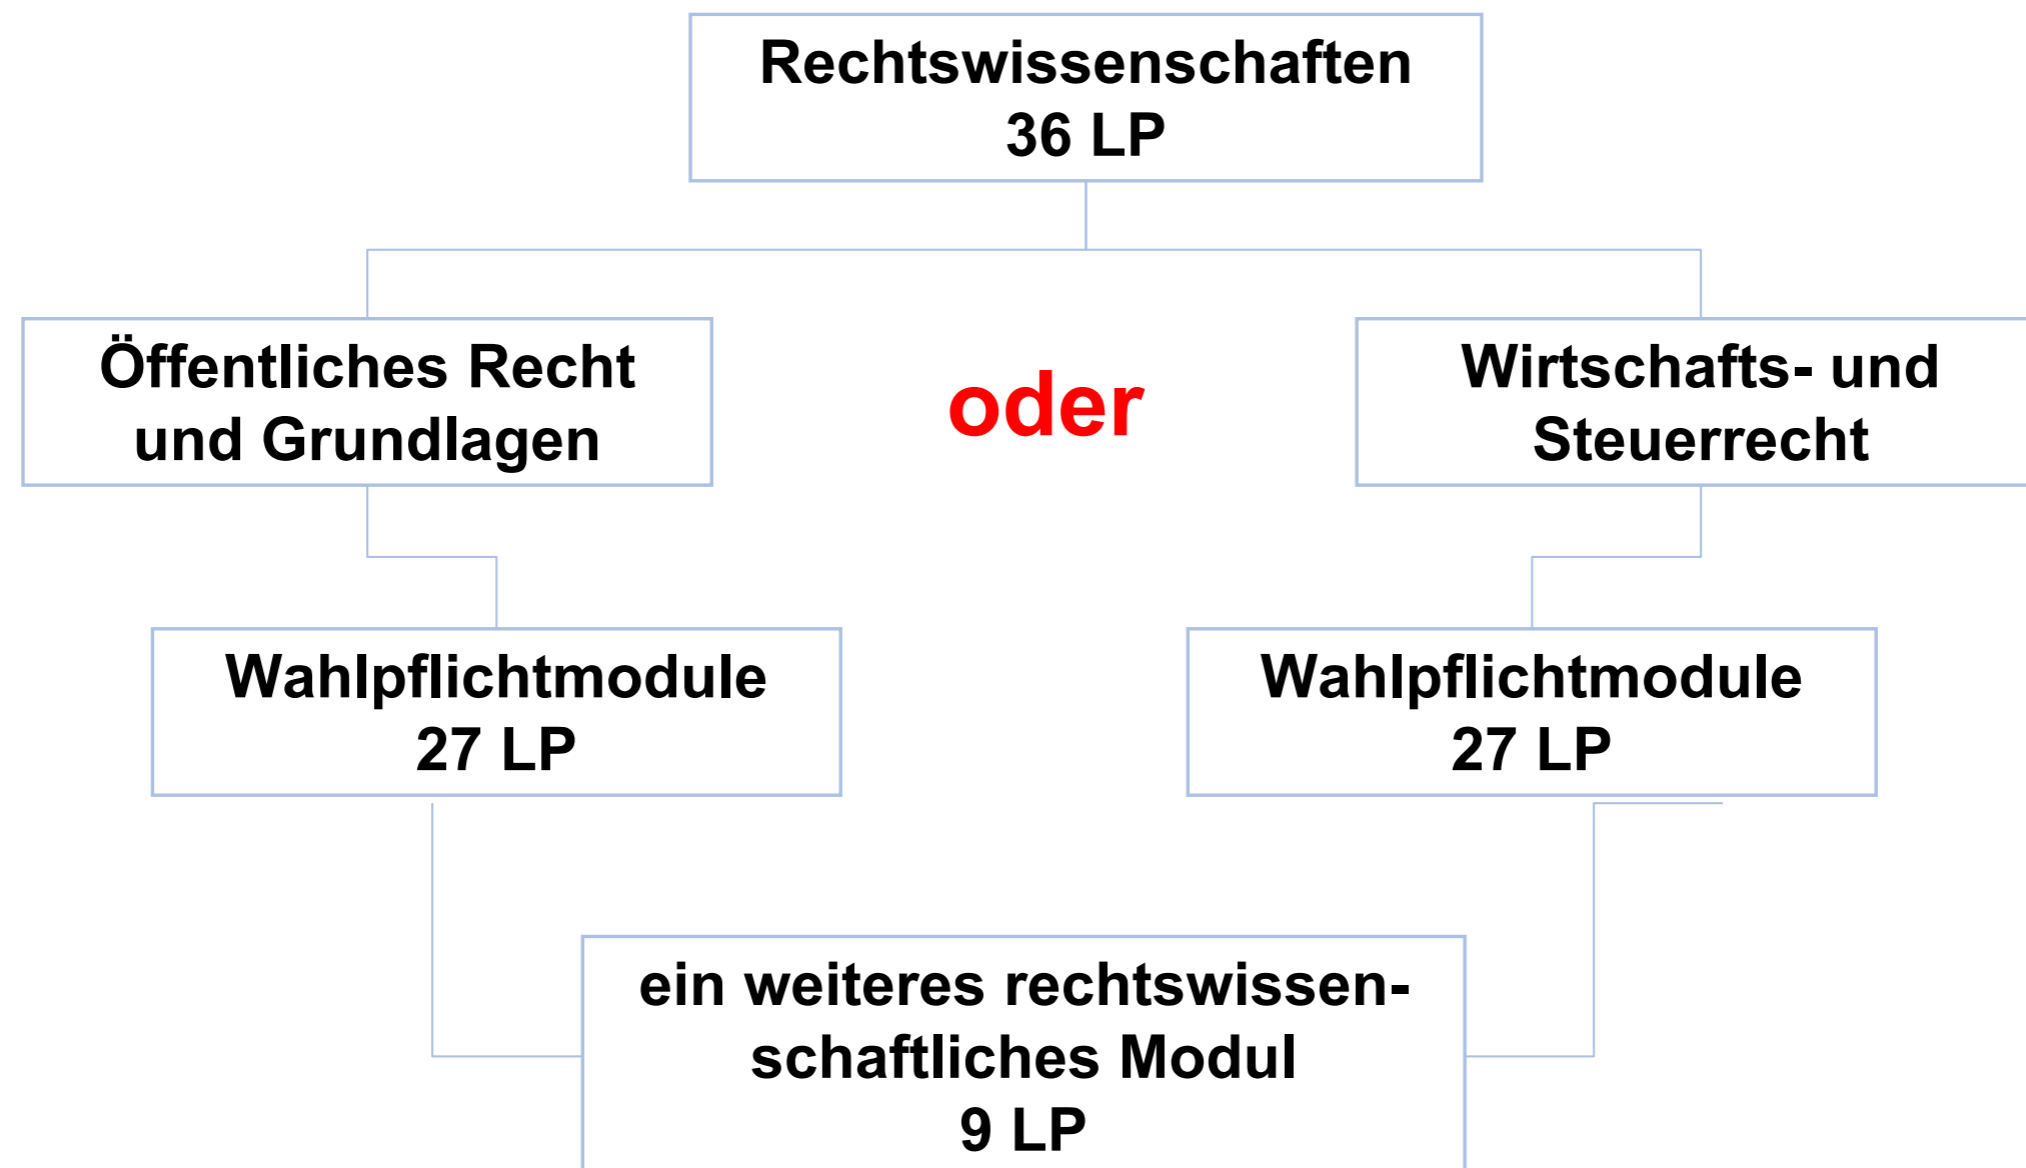 Rechtswissenschaften
36 LP
Öffentliches Recht
und Grundlagen
oder
Wirtschafts- und
Steuerrecht
Wahlpflichtmodule
27 LP
Wahlpflichtmodule
27 LP
ein weiteres rechtswissen-
schaftliches Modul
9 LP